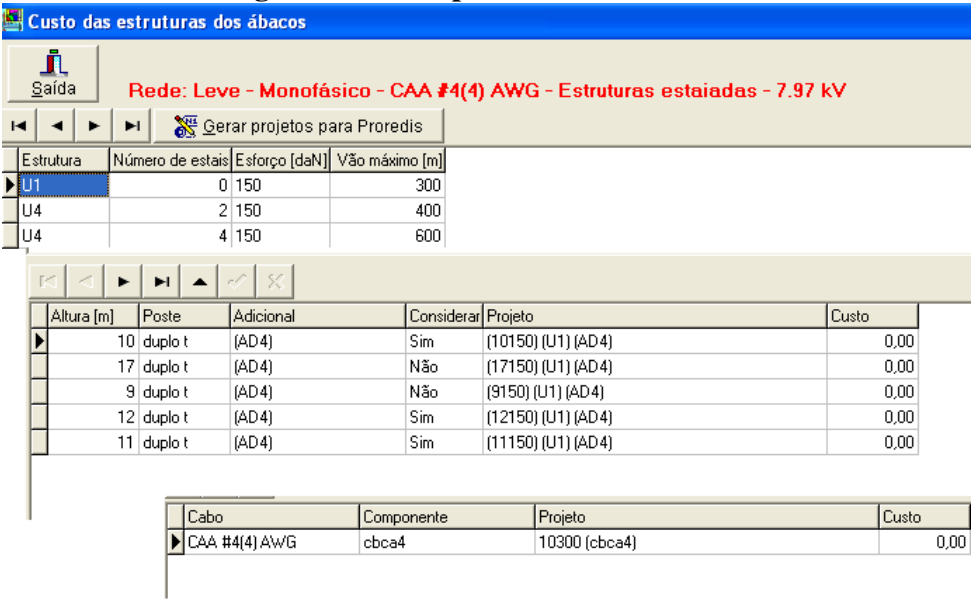 Custo das estruturas dos ábacos
Saída
Rede: Leve - Monofásico - CAA #4(4) AWG - Estruturas estaiadas - 7.97 kV
Gerar projetos para Proredis
Estrutura Número de estais Esforço [daN] Vão máximo [m]
U1 0 150 300
U4 2 150 400
U4 4 150 600
Altura [m] Poste Adicional Considerar Projeto Custo
10 duplo t (AD4) Sim (10150) (U1) (AD4) 0,00
17 duplo t (AD4) Não (17150) (U1) (AD4) 0,00
9 duplo t (AD4) Não (9150) (U1) (AD4) 0,00
12 duplo t (AD4) Sim (12150) (U1) (AD4) 0,00
11 duplo t (AD4) Sim (11150) (U1) (AD4) 0,00
Cabo Componente Projeto Custo
CAA #4(4) AWG cbca4 10300 (cbca4) 0,00